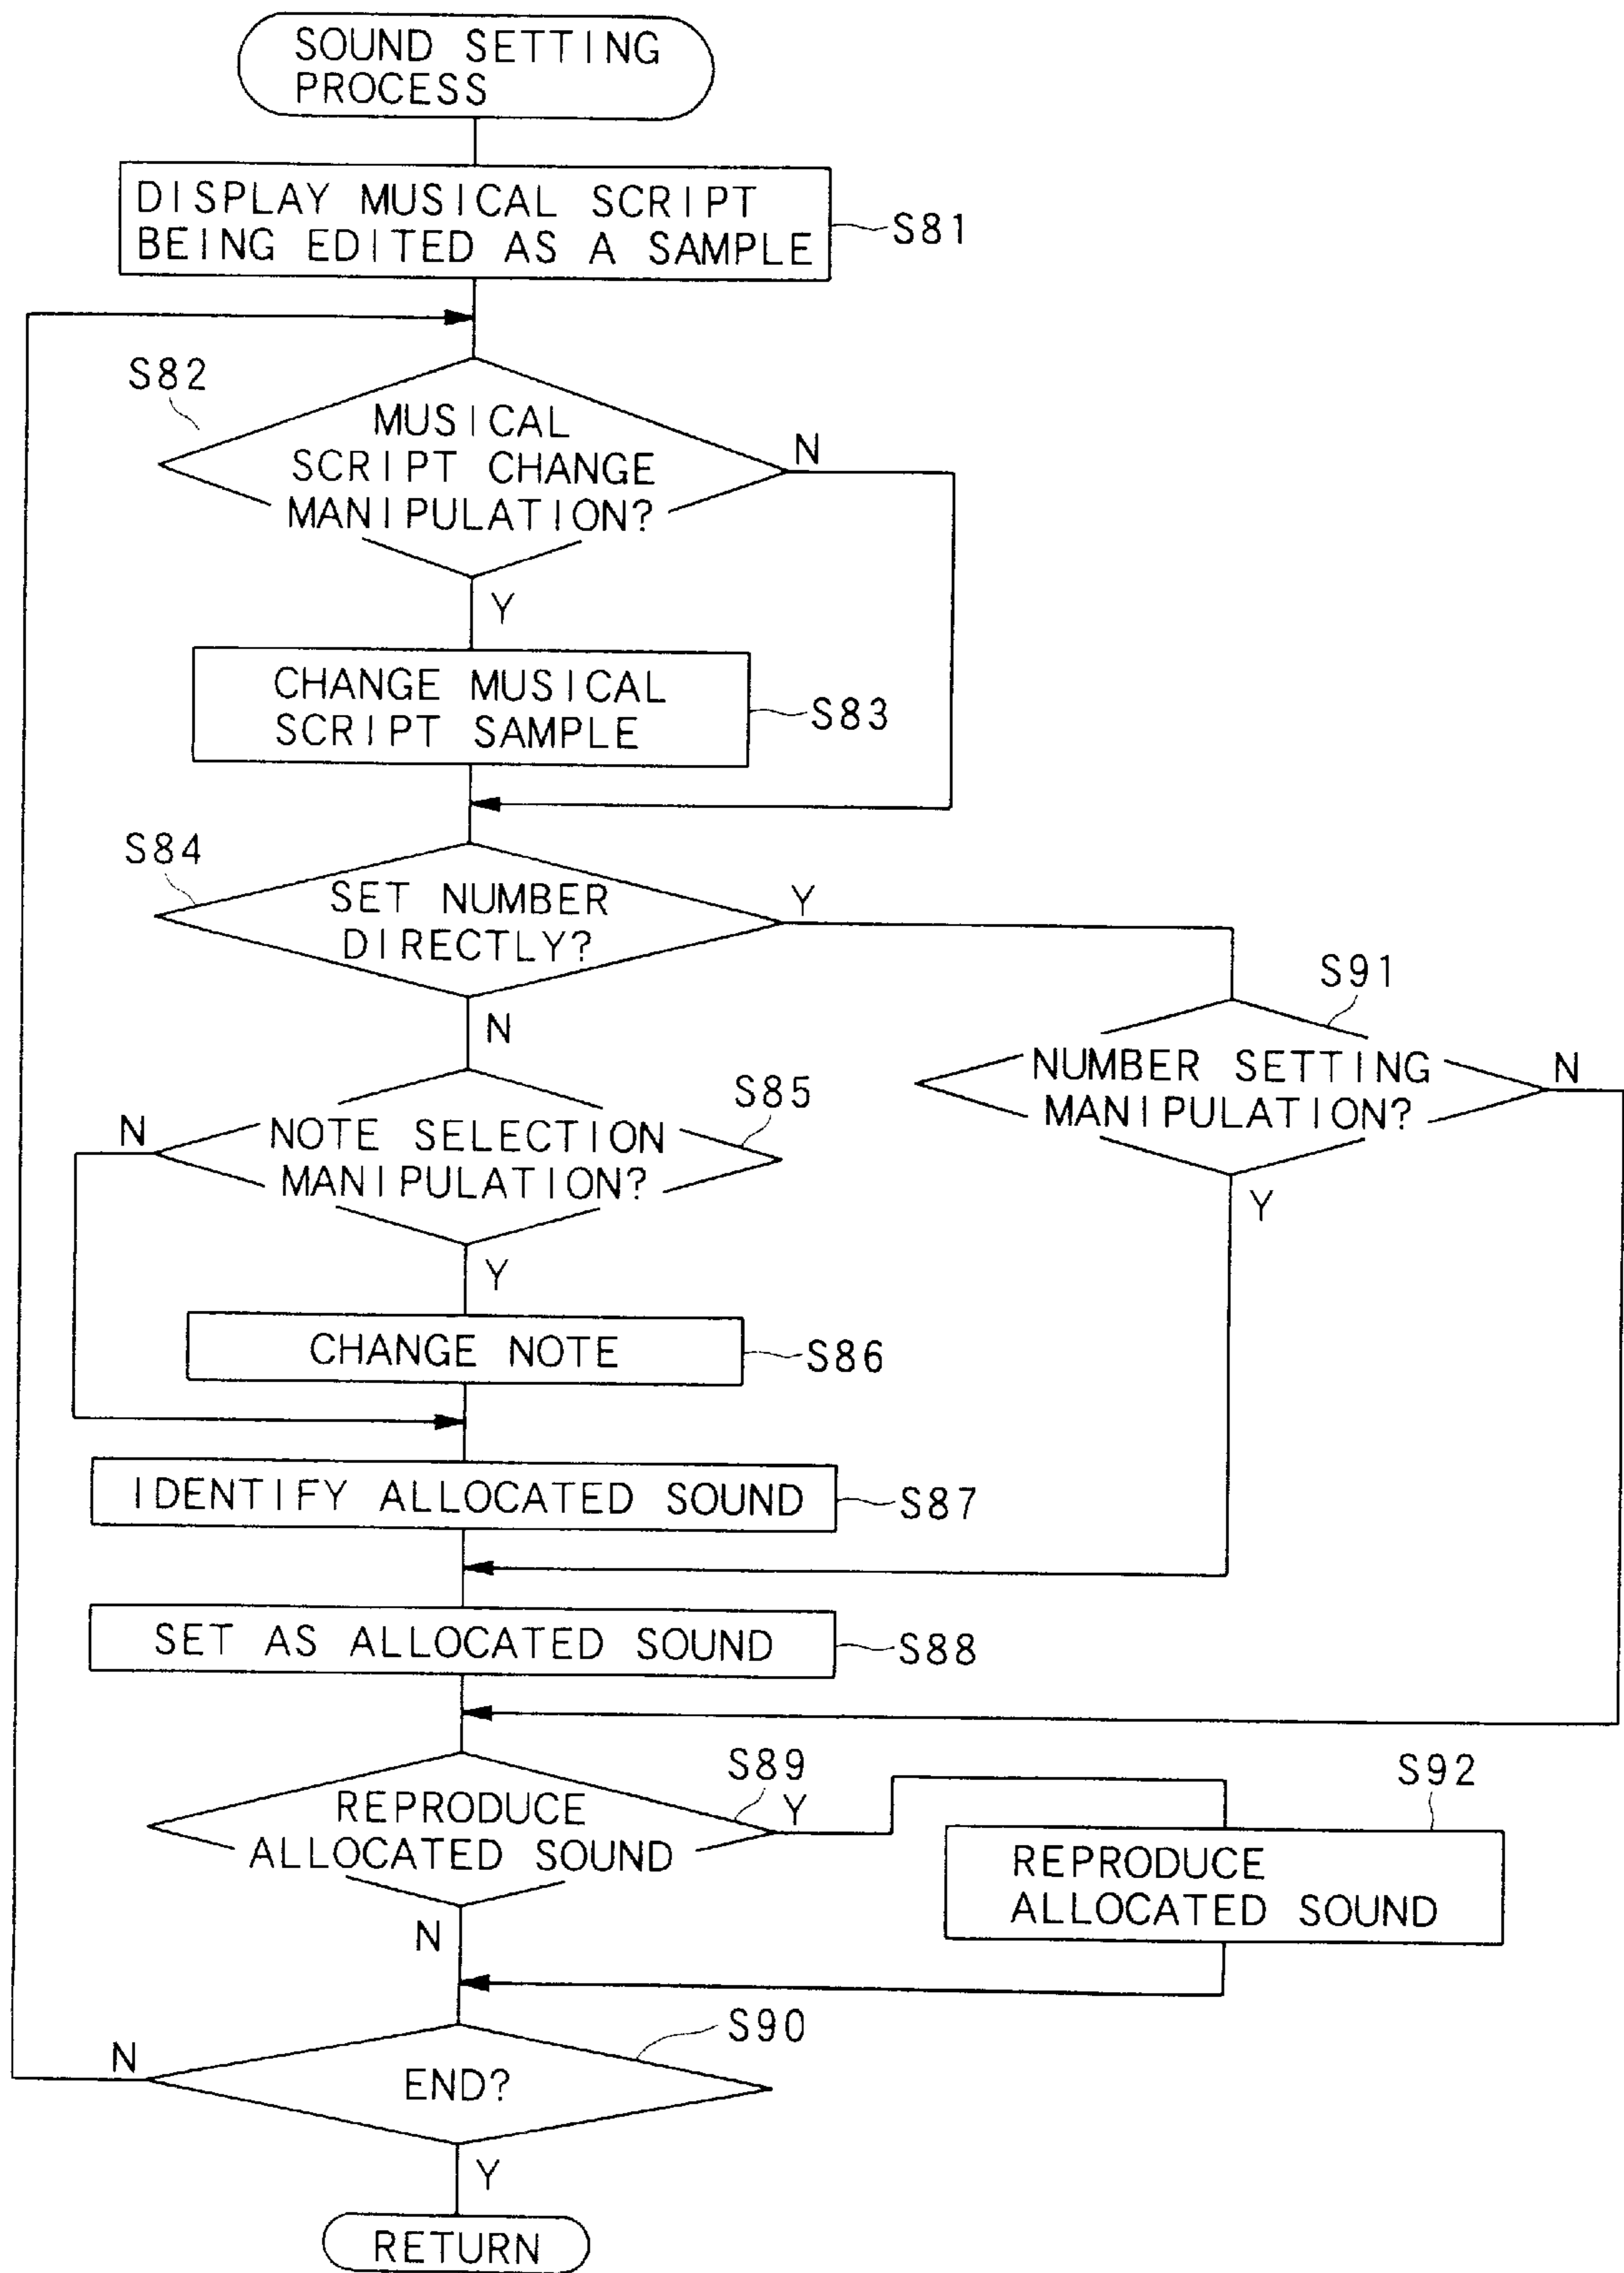 SOUND SETTING
PROCESS
DISPLAY MUSICAL SCRIPT
BEING EDITED AS A SAMPLE
S81
S82
MUSICAL
SCRIPT CHANGE
MANIPULATION?
N
Y
CHANGE MUSICAL
SCRIPT SAMPLE
S83
S84
SET NUMBER
DIRECTLY?
Y
N
S91
NUMBER SETTING
MANIPULATION?
N
Y
S85
N
NOTE SELECTION
MANIPULATION?
Y
CHANGE NOTE
S86
IDENTIFY ALLOCATED SOUND
S87
SET AS ALLOCATED SOUND
S88
S89
REPRODUCE
ALLOCATED SOUND
Y
N
S92
REPRODUCE
ALLOCATED SOUND
S90
N
END?
Y
RETURN